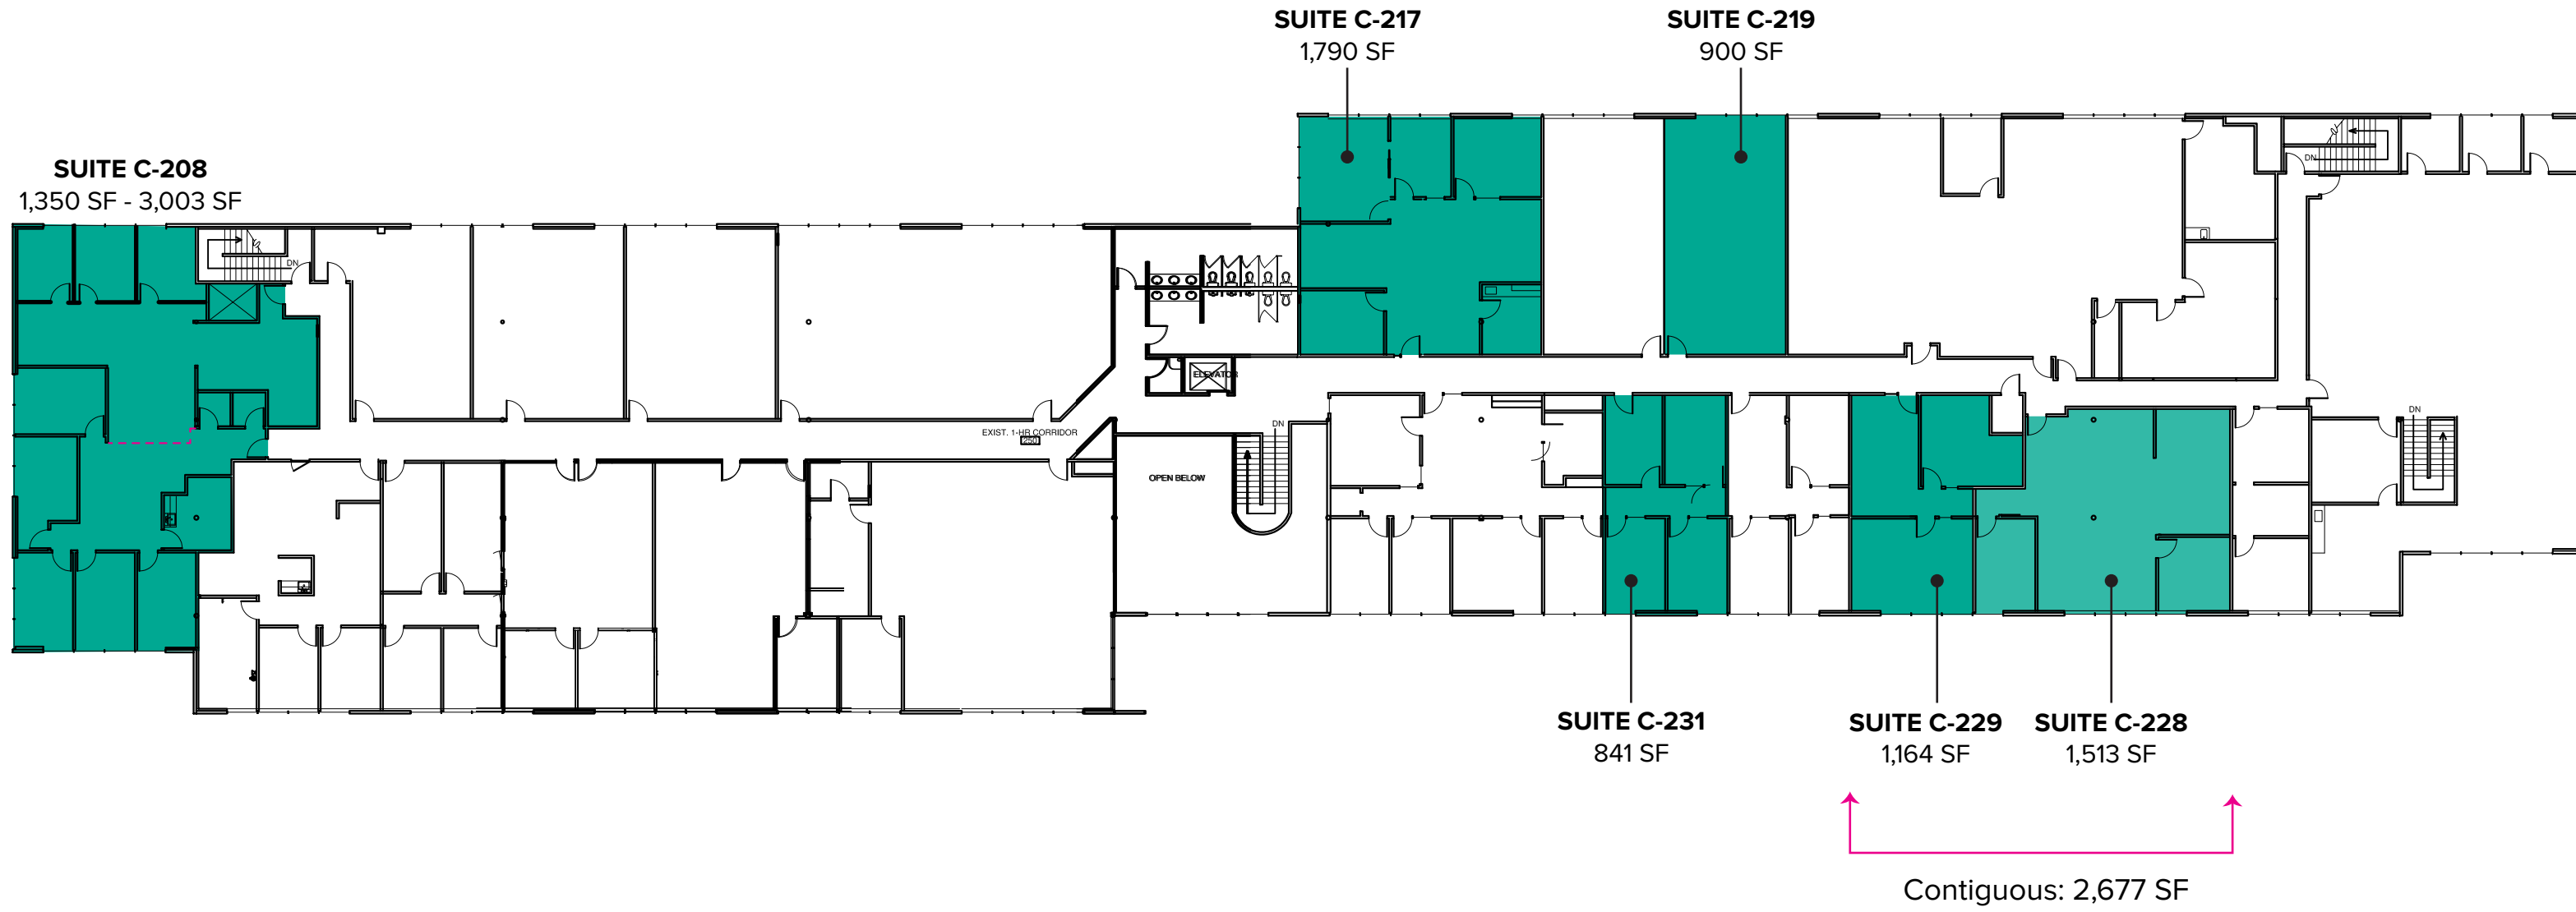 SUITE C-217
1,790 SF
SUITE C-219
900 SF
SUITE C-208
1,350 SF - 3,003 SF
DN
DN
ELEVATOR
EXIST. 1-HR CORRIDOR
250
DN
DN
OPEN BELOW
SUITE C-231
841 SF
SUITE C-229
1,164 SF
SUITE C-228
1,513 SF
Contiguous: 2,677 SF